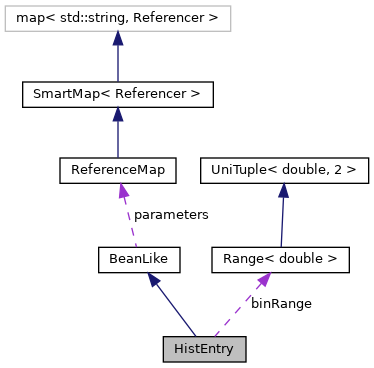 map< std::string, Referencer >
SmartMap< Referencer >
ReferenceMap
UniTuple< double, 2 >
parameters
BeanLike
Range< double >
binRange
HistEntry